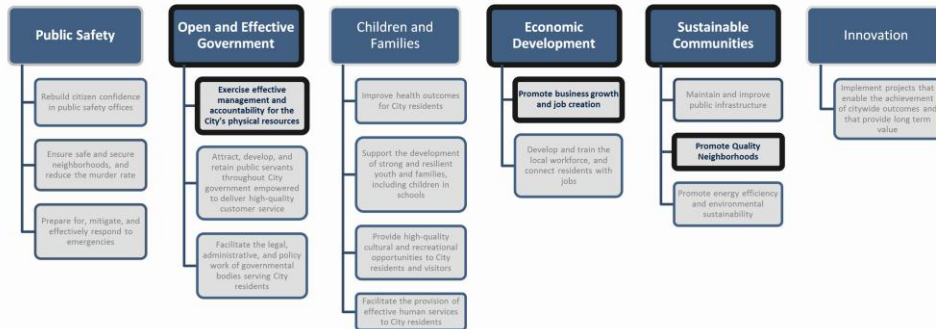 Public Safety
Rebuild citizen confidence
in public safety offices
Ensure safe and secure
neighborhoods, and
reduce the murder rate
Prepare for, mitigate, and
effectively respond to
emergencies
Open and Effective
Government
Exercise effective
management and
accountability for the
City's physical resources
Attract, develop, and
retain public servants
throughout City
government empowered
to deliver high-quality
customer service
Facilitate the legal,
administrative, and policy
work of governmental
bodies serving City
residents
Children and
Families
Improve health outcomes
for City residents
Support the development
of strong and resilient
youth and families,
including children in
schools
Provide high-quality
cultural and recreational
opportunities to City
residents and visitors
Facilitate the provision of
effective human services
to City residents
Economic
Development
Promote business growth
and job creation
Develop and train the
local workforce, and
connect residents with
jobs
Sustainable
Communities
Maintain and improve
public infrastructure
Promote Quality
Neighborhoods
Promote energy efficiency
and environmental
sustainability
Innovation
Implement projects that
enable the achievement
of citywide outcomes and
that provide long term
value